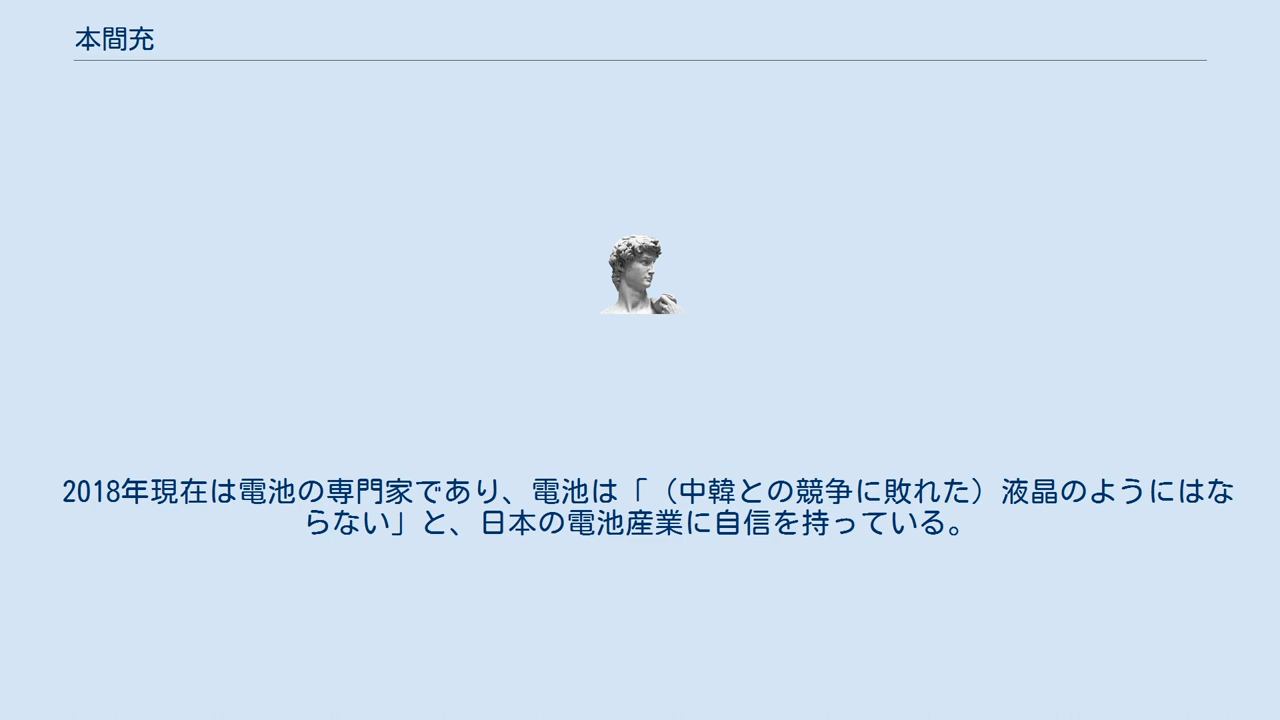 本間充
2018年現在は電池の専門家であり、電池は「（中韓との競争に敗れた）液晶のようにはな
らない」と、日本の電池産業に自信を持っている。